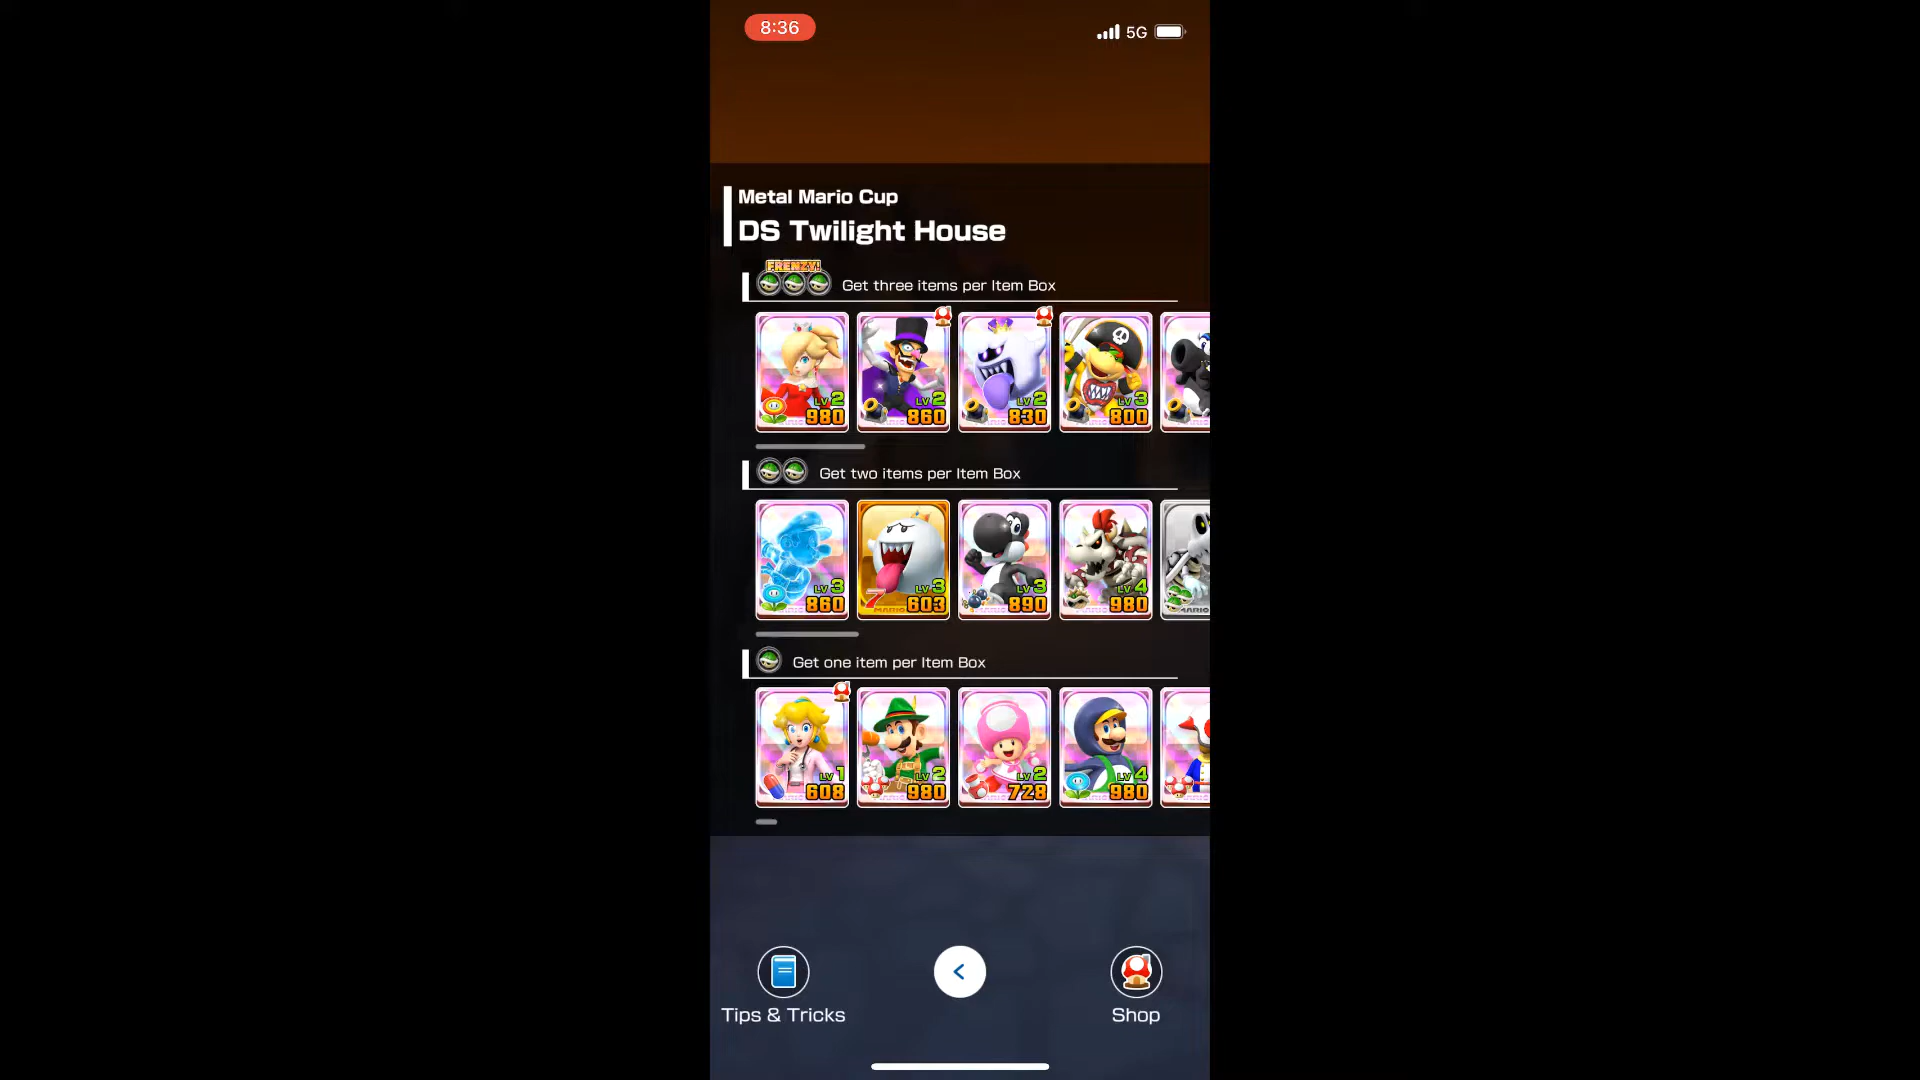 8:36
5G
Metal Mario Cup
DS Twilight House
FRENZY!
Get three items per Item Box
LV 2 LV 2 LV 2 LV 3
980 860 830 800
Get two items per Item Box
LV 3 LV 3 LV 3 LV 4
860 603 890 980
Get one item per Item Box
LV 1 LV 2 LV 2 LV 4
608 980 728 980
Tips & Tricks
<
Shop